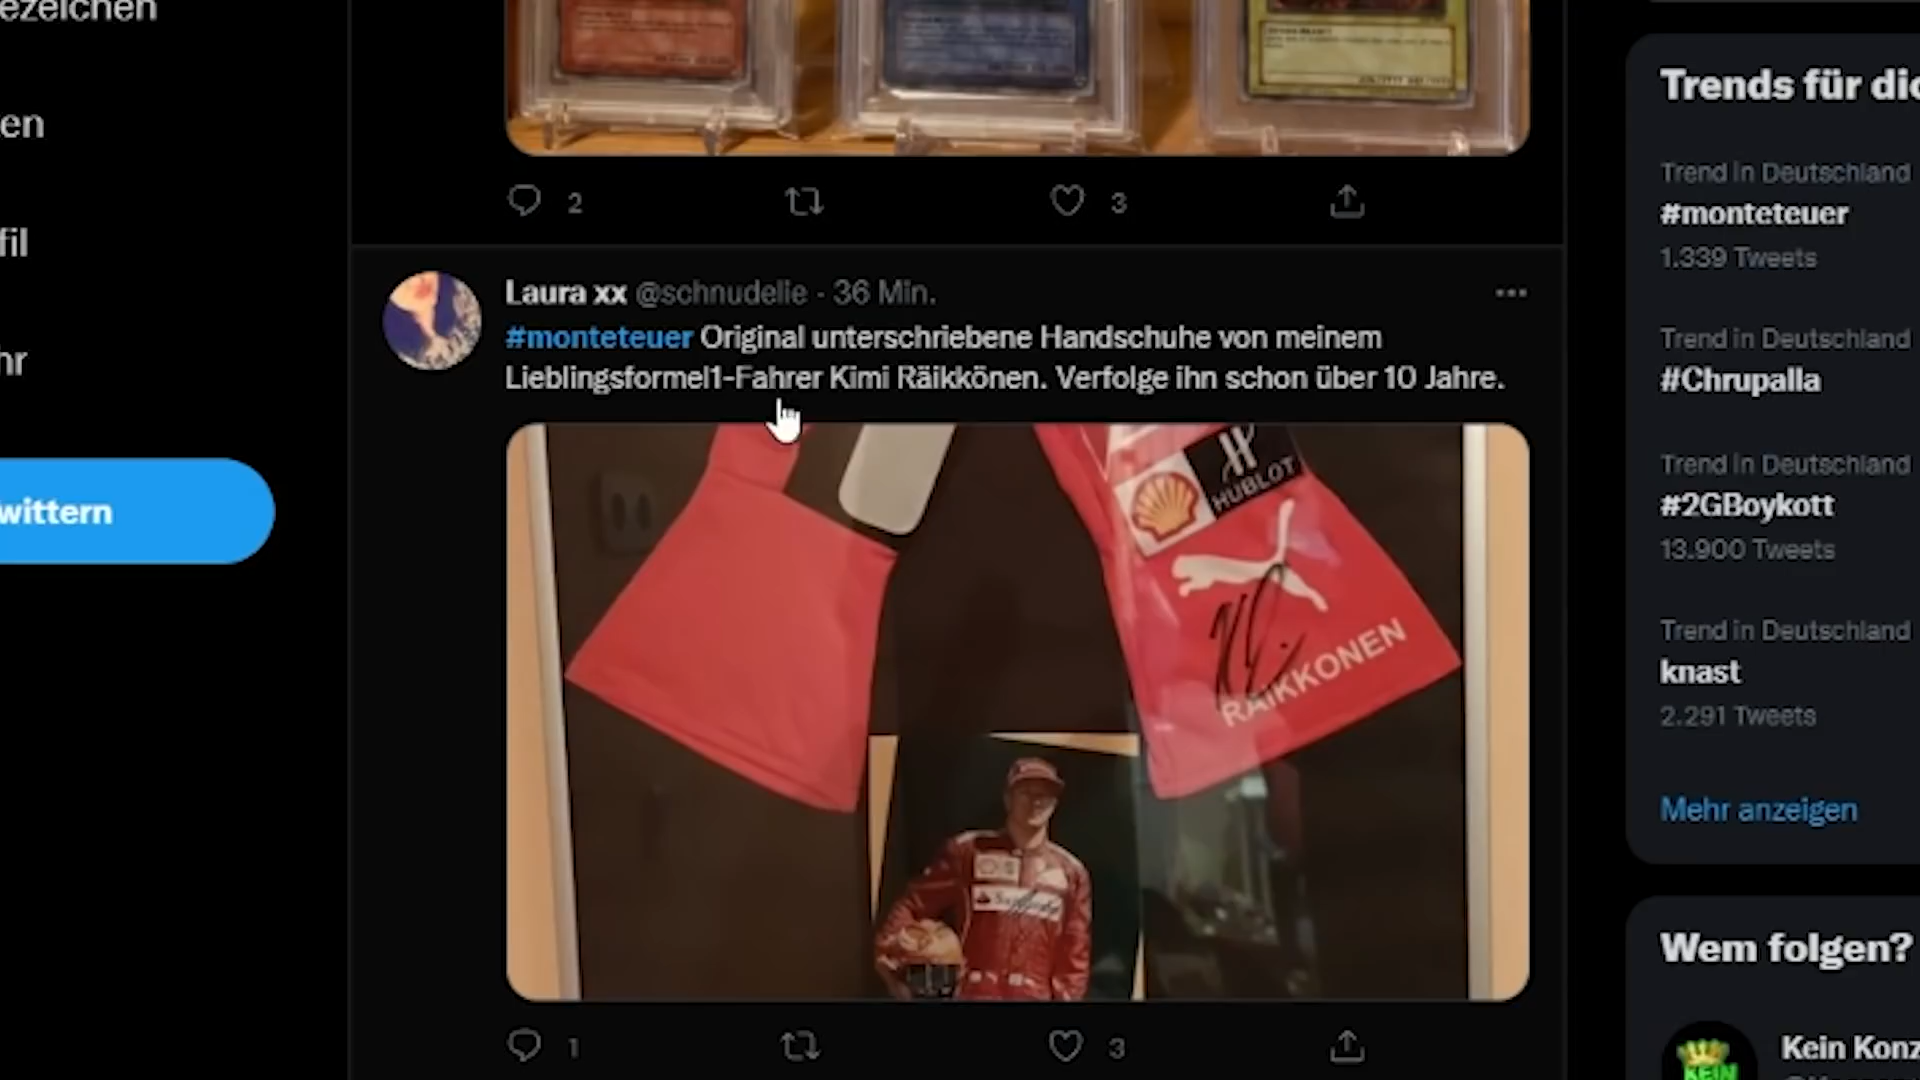 ezeichen
en
fil
hr
wittern
2
3
Laura xx @schnudelie · 36 Min.
#monteteuer Original unterschriebene Handschuhe von meinem
Lieblingsformel1-Fahrer Kimi Räikkönen. Verfolge ihn schon über 10 Jahre.
HUBLOT
RAIKKONEN
1
3
Trends für dic
Trend in Deutschland
#monteteuer
1.339 Tweets
Trend in Deutschland
#Chrupalla
Trend in Deutschland
#2GBoykott
13.900 Tweets
Trend in Deutschland
knast
2.291 Tweets
Mehr anzeigen
Wem folgen?
Kein Konz
KEIN